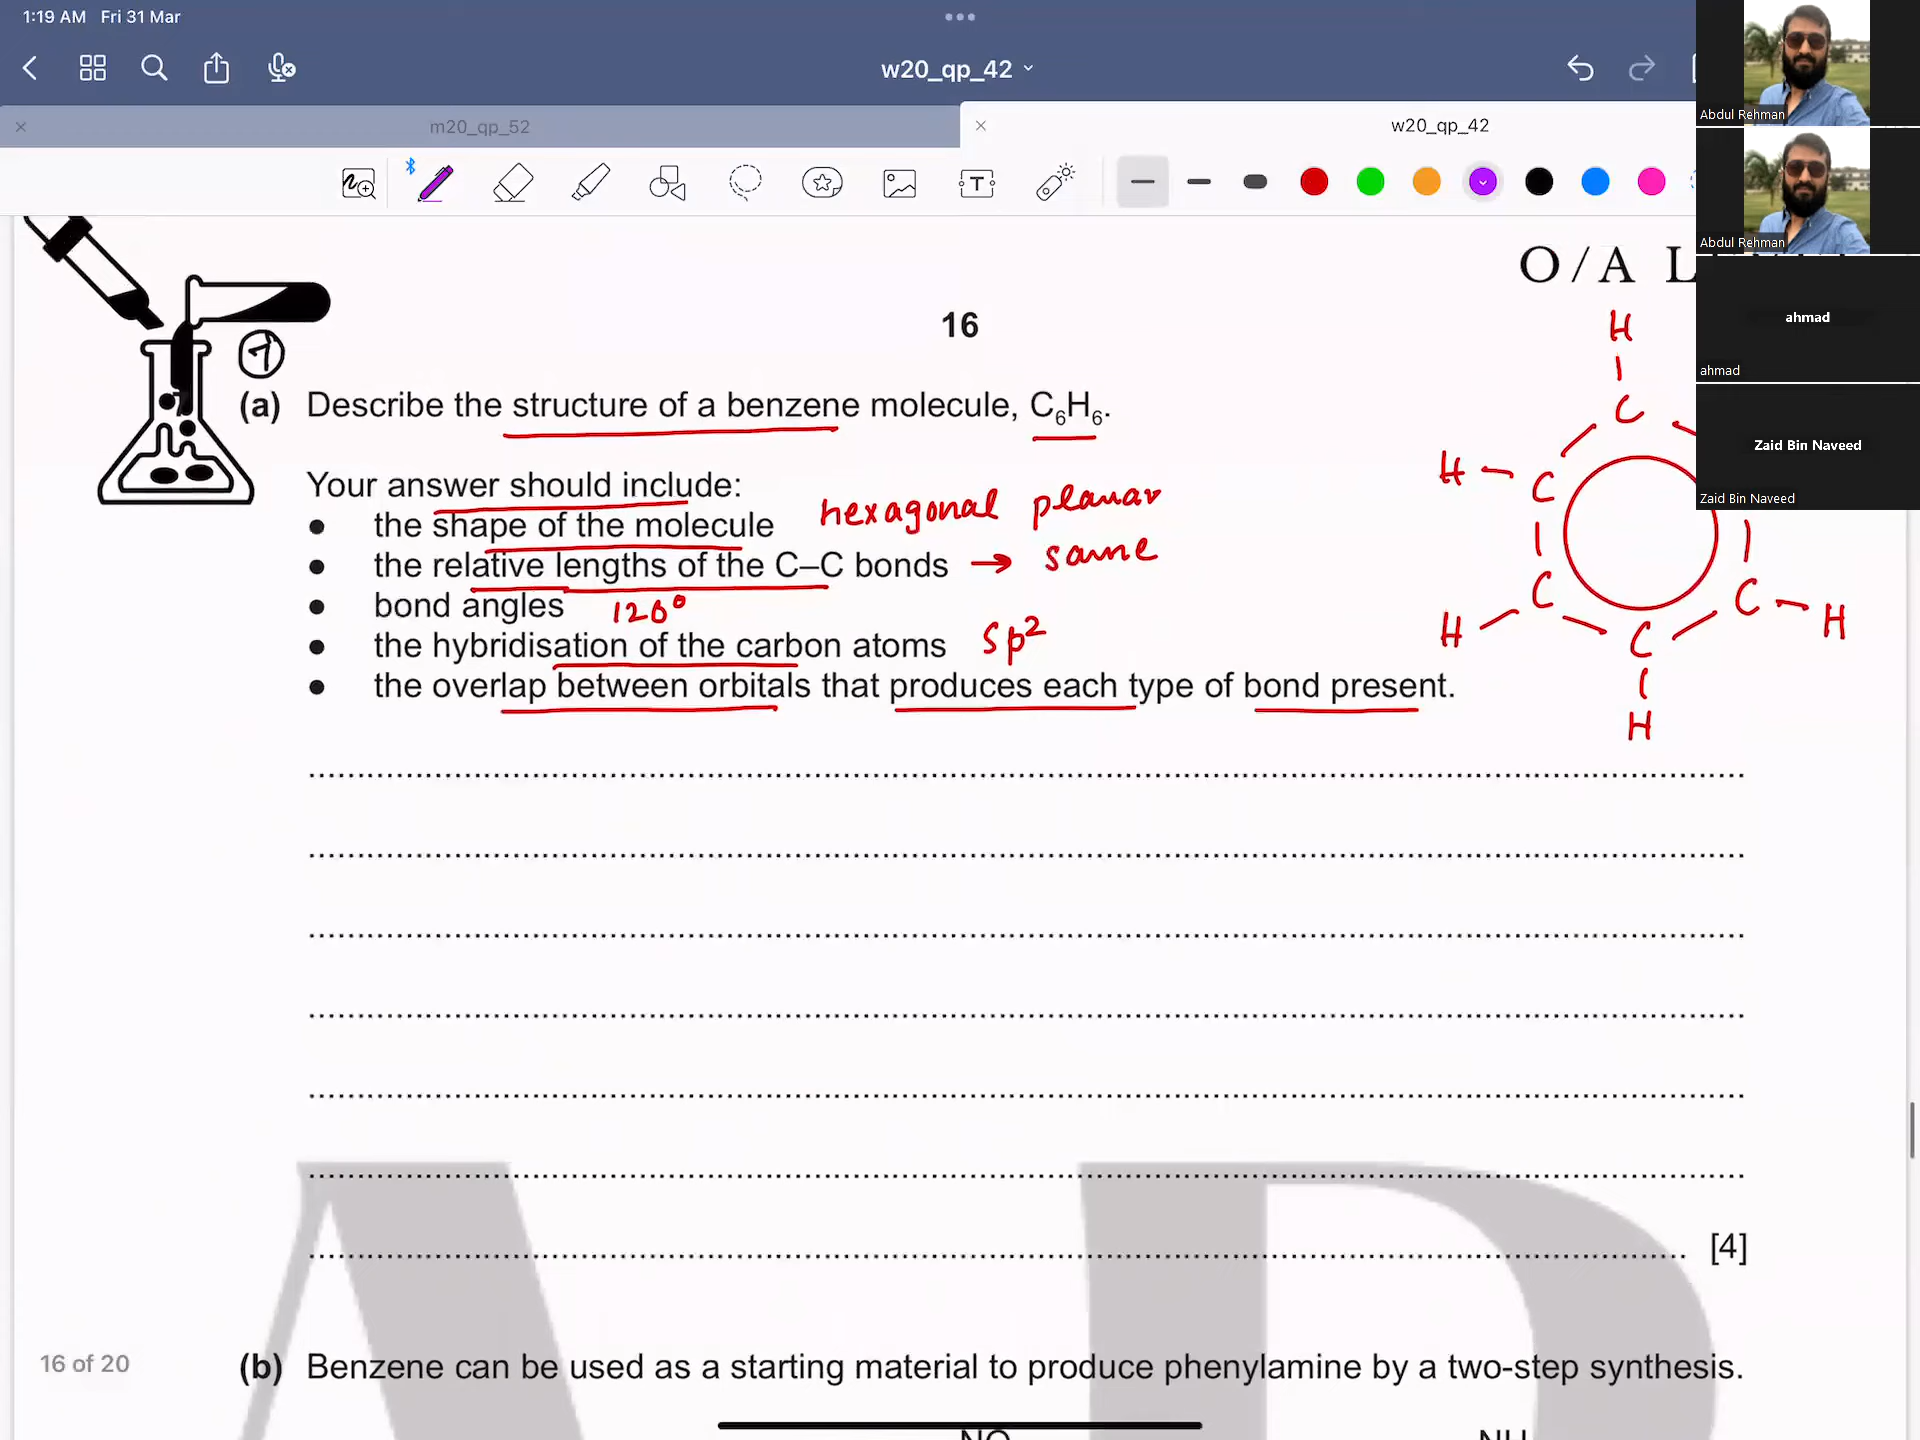 1:19 AM Fri 31 Mar
w20_qp_42
m20_qp_52
w20_qp_42
Abdul Rehman
Abdul Rehman
ahmad
ahmad
Zaid Bin Naveed
Zaid Bin Naveed
O/A L
16
7
(a) Describe the structure of a benzene molecule, C₆H₆.
Your answer should include:
• the shape of the molecule hexagonal planar
• the relative lengths of the C–C bonds → same
• bond angles 120°
• the hybridisation of the carbon atoms sp²
• the overlap between orbitals that produces each type of bond present.
H
C
H C
C C H
H C
H
[4]
16 of 20
(b) Benzene can be used as a starting material to produce phenylamine by a two-step synthesis.